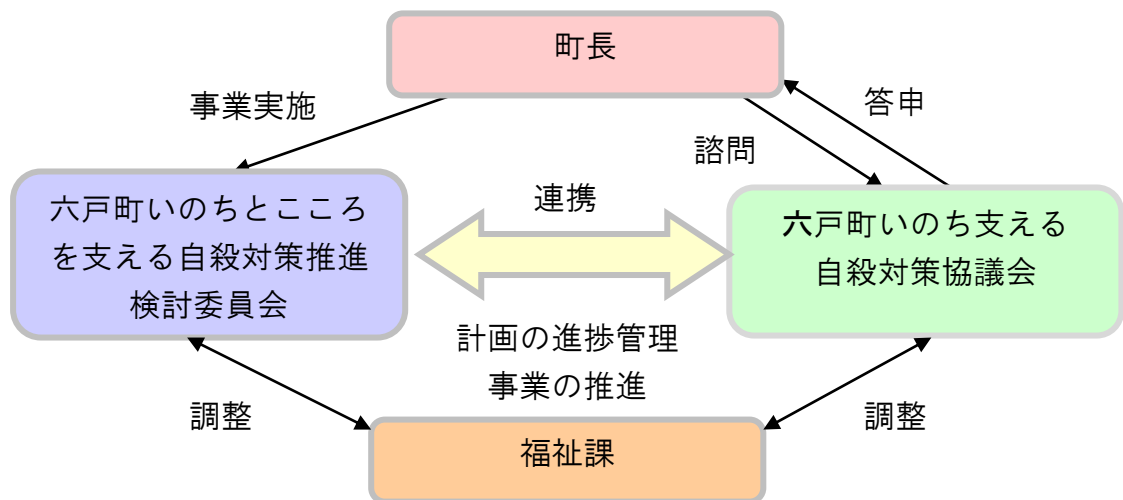 町長
事業実施
答申
諮問
六戸町いのちとこころ
を支える自殺対策推進
検討委員会
連携
六戸町いのち支える
自殺対策協議会
計画の進捗管理
事業の推進
調整
調整
福祉課